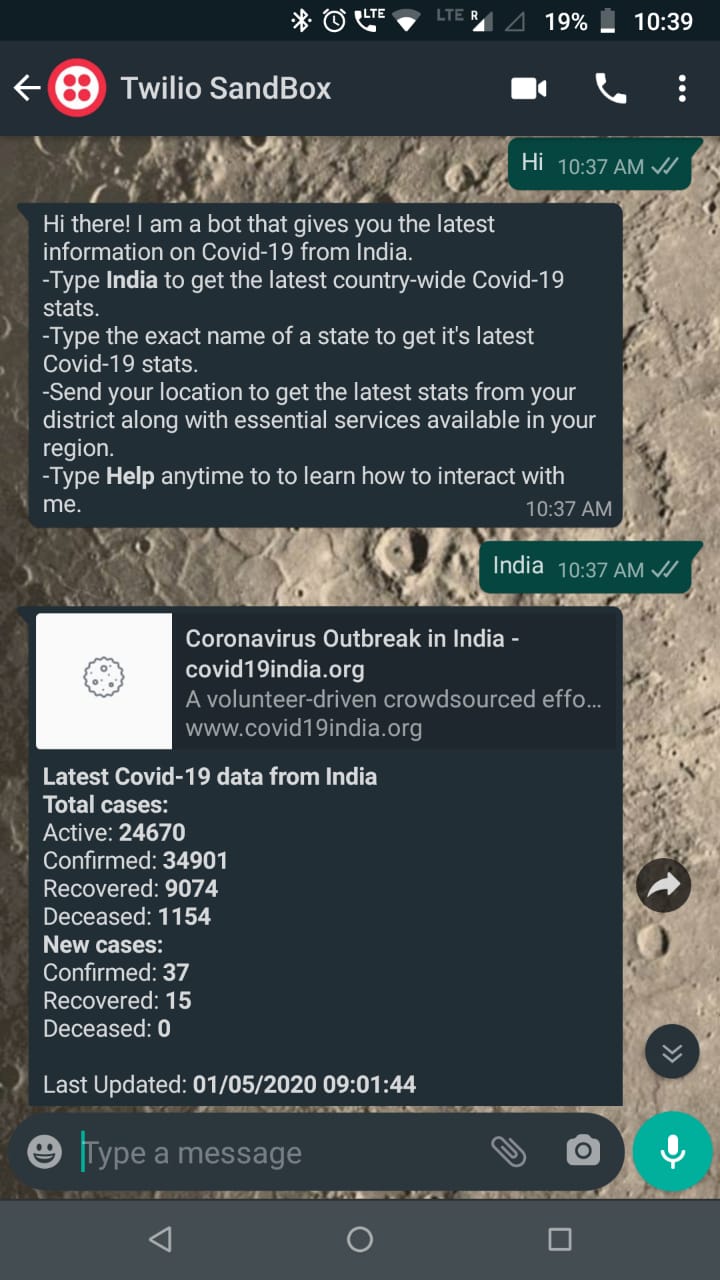 LTE LTE R 19% 10:39
Twilio SandBox
Hi 10:37 AM
Hi there! I am a bot that gives you the latest
information on Covid-19 from India.
-Type India to get the latest country-wide Covid-19
stats.
-Type the exact name of a state to get it's latest
Covid-19 stats.
-Send your location to get the latest stats from your
district along with essential services available in your
region.
-Type Help anytime to to learn how to interact with
me. 10:37 AM
India 10:37 AM
Coronavirus Outbreak in India -
covid19india.org
A volunteer-driven crowdsourced effo...
www.covid19india.org
Latest Covid-19 data from India
Total cases:
Active: 24670
Confirmed: 34901
Recovered: 9074
Deceased: 1154
New cases:
Confirmed: 37
Recovered: 15
Deceased: 0
Last Updated: 01/05/2020 09:01:44
Type a message